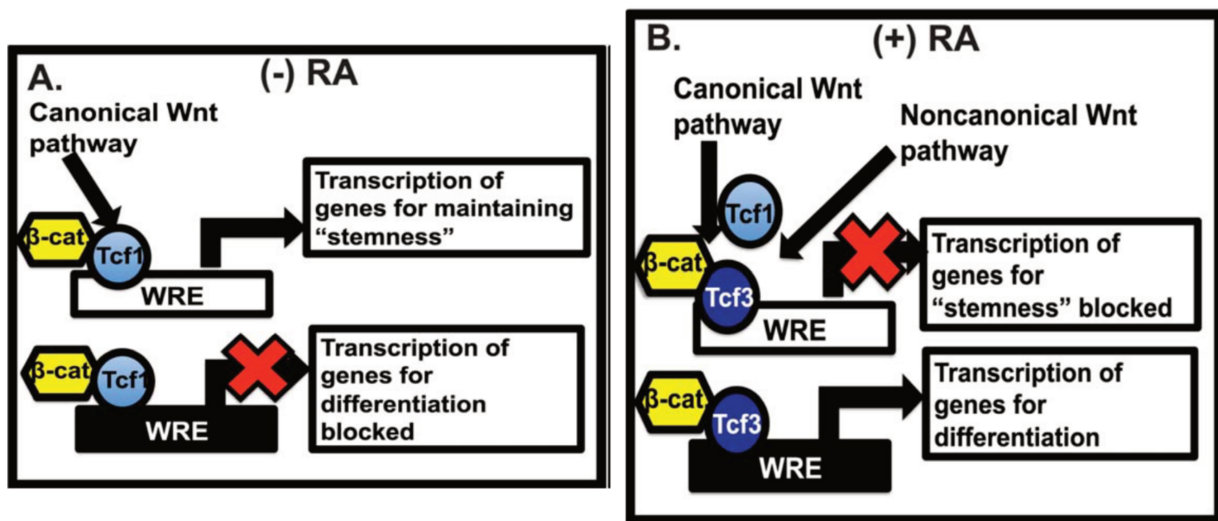 A.
(-) RA
Canonical Wnt
pathway
β-cat.
Tcf1
WRE
Transcription of
genes for maintaining
“stemness”
β-cat.
Tcf1
WRE
Transcription of
genes for
differentiation
blocked
B.
(+) RA
Canonical Wnt
pathway
Noncanonical Wnt
pathway
Tcf1
β-cat.
Tcf3
WRE
Transcription of
genes for
“stemness” blocked
β-cat.
Tcf3
WRE
Transcription of
genes for
differentiation